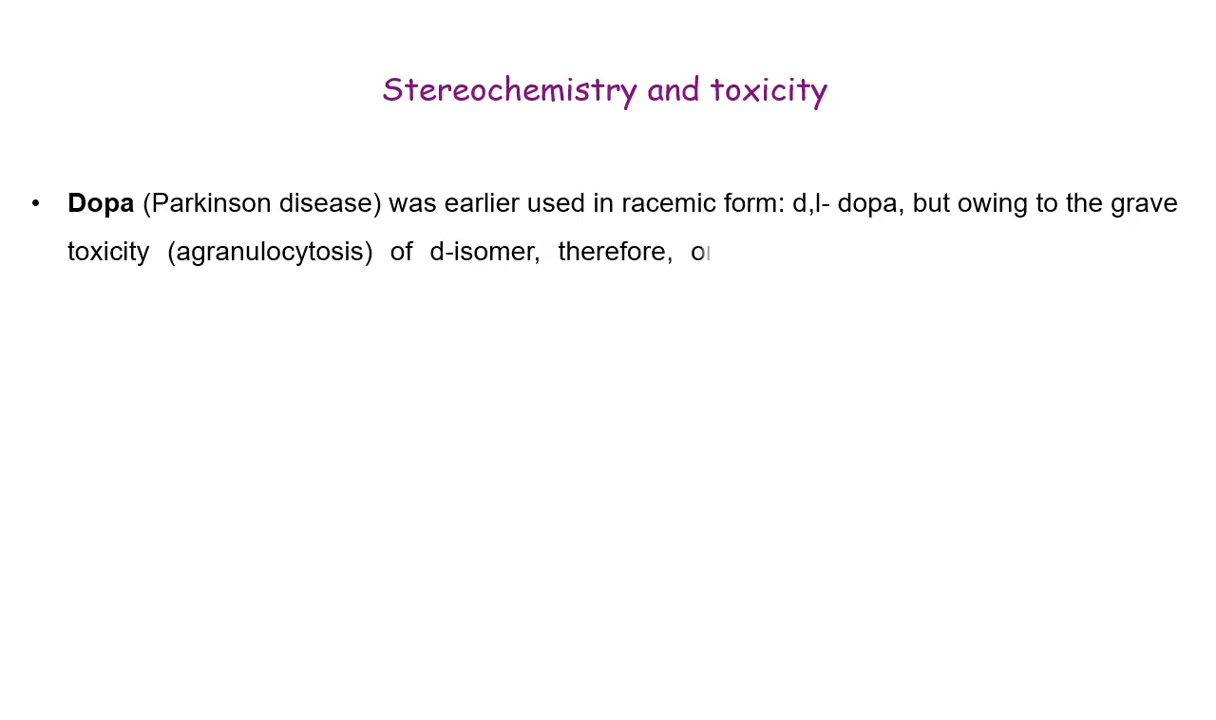 Stereochemistry and toxicity
• Dopa (Parkinson disease) was earlier used in racemic form: d,l- dopa, but owing to the grave
toxicity (agranulocytosis) of d-isomer, therefore,